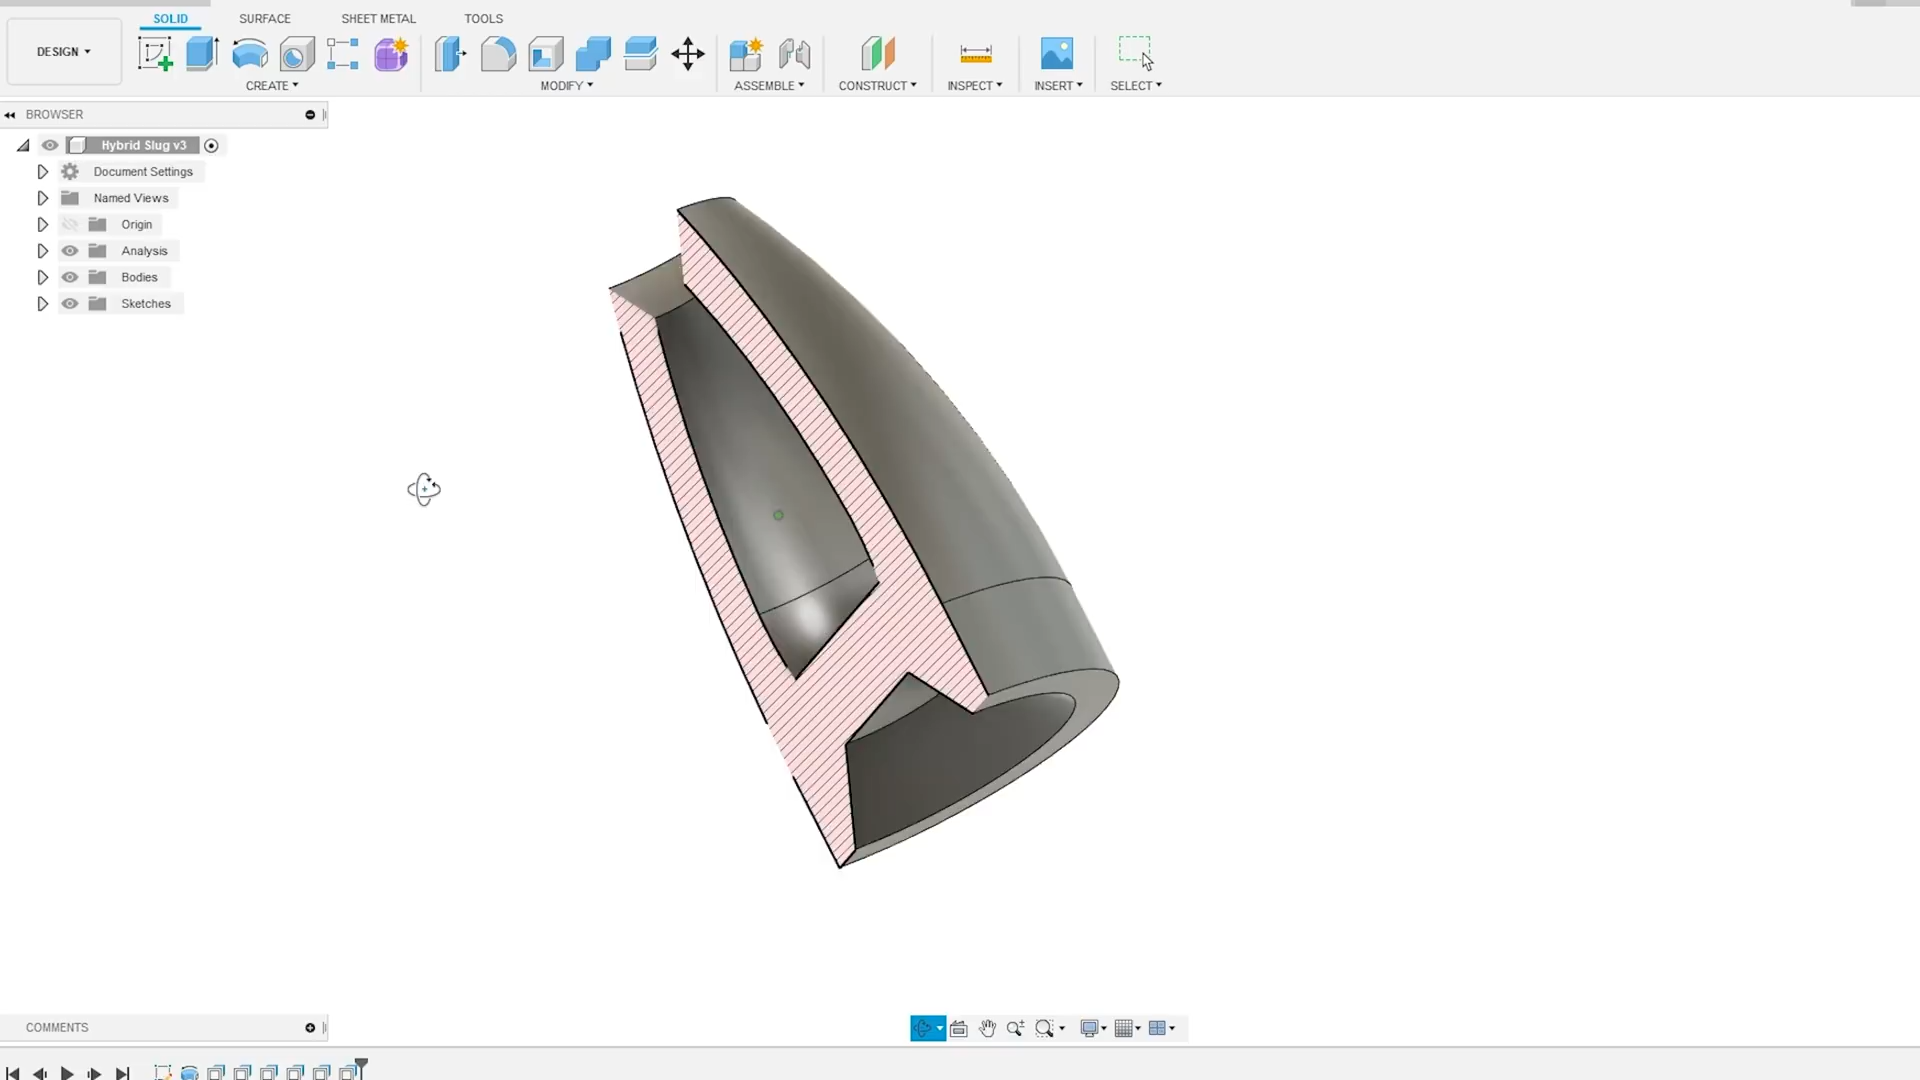 SOLID SURFACE SHEET METAL TOOLS
DESIGN
CREATE MODIFY ASSEMBLE CONSTRUCT INSPECT INSERT SELECT
BROWSER
Hybrid Slug v3
Document Settings
Named Views
Origin
Analysis
Bodies
Sketches
COMMENTS